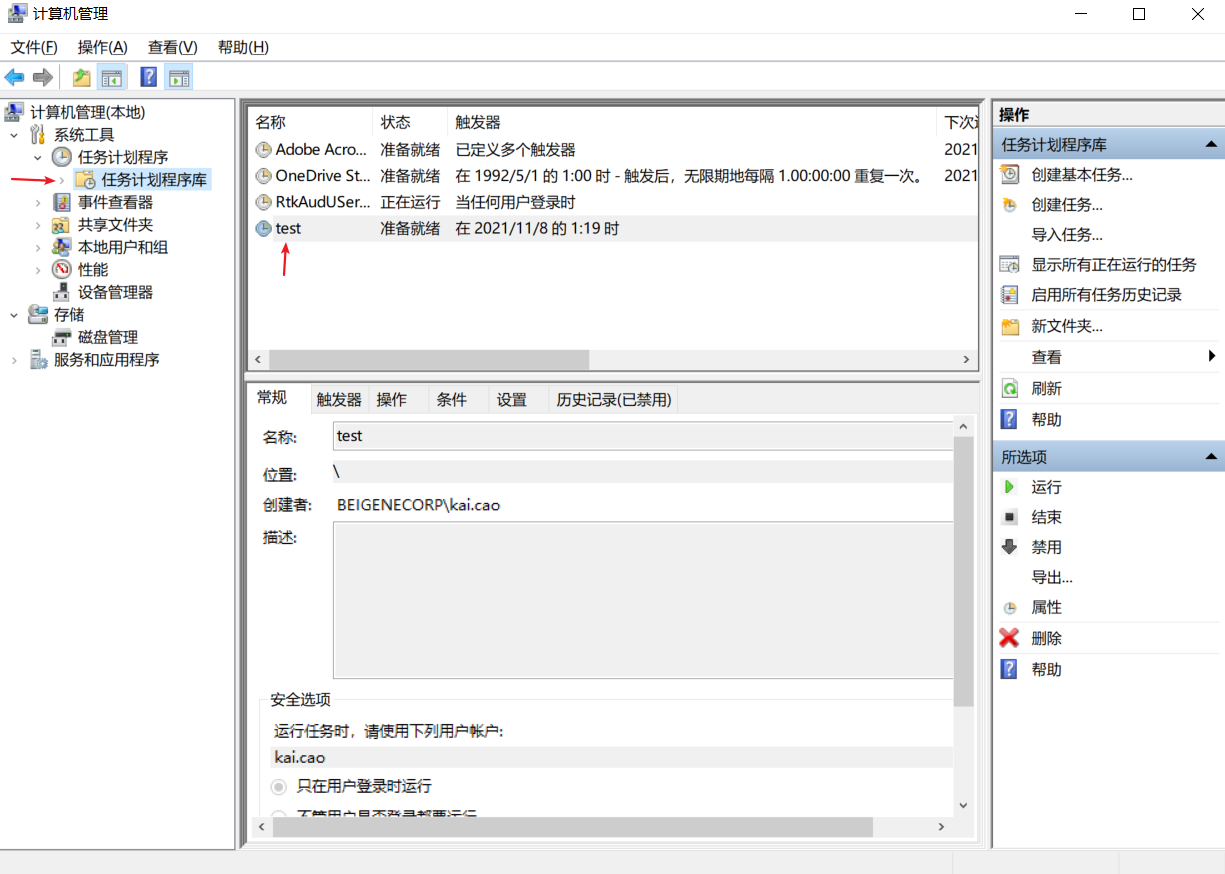 计算机管理
文件(F) 操作(A) 查看(V) 帮助(H)
计算机管理(本地)
系统工具
任务计划程序
任务计划程序库
事件查看器
共享文件夹
本地用户和组
性能
设备管理器
存储
磁盘管理
服务和应用程序
名称 状态 触发器 下次
Adobe Acro... 准备就绪 已定义多个触发器 2021
OneDrive St... 准备就绪 在 1992/5/1 的 1:00 时 - 触发后，无限期地每隔 1.00:00:00 重复一次。 2021
RtkAudUSer... 正在运行 当任何用户登录时
test 准备就绪 在 2021/11/8 的 1:19 时
常规 触发器 操作 条件 设置 历史记录(已禁用)
名称: test
位置: \
创建者: BEIGENECORP\kai.cao
描述:
安全选项
运行任务时，请使用下列用户帐户:
kai.cao
只在用户登录时运行
不管用户是否登录都要运行
操作
任务计划程序库
创建基本任务...
创建任务...
导入任务...
显示所有正在运行的任务
启用所有任务历史记录
新文件夹...
查看
刷新
帮助
所选项
运行
结束
禁用
导出...
属性
删除
帮助